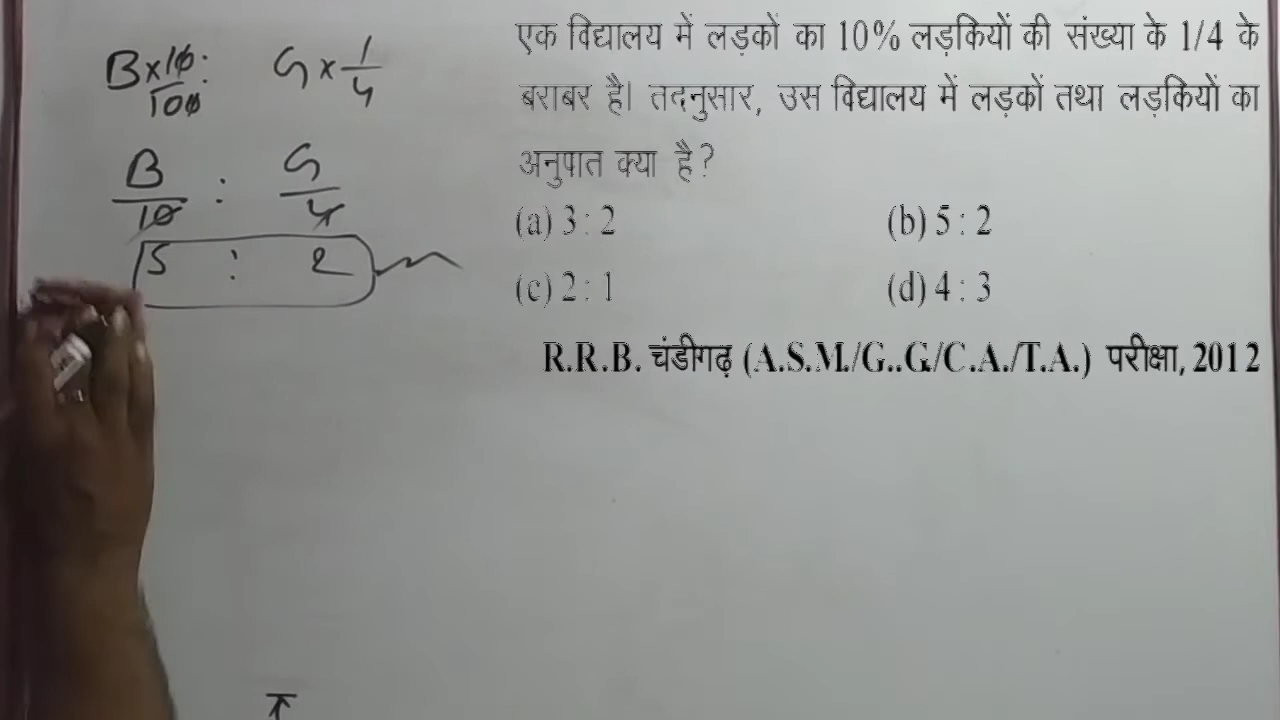 B×10 : G×1
100 4
B : G
10 4
5 : 2
एक विद्यालय में लड़कों का 10% लड़कियों की संख्या के 1/4 के
बराबर है। तदनुसार, उस विद्यालय में लड़कों तथा लड़कियों का
अनुपात क्या है?
(a) 3 : 2 (b) 5 : 2
(c) 2 : 1 (d) 4 : 3
R.R.B. चंडीगढ़ (A.S.M./G..G/C.A./T.A.) परीक्षा, 2012